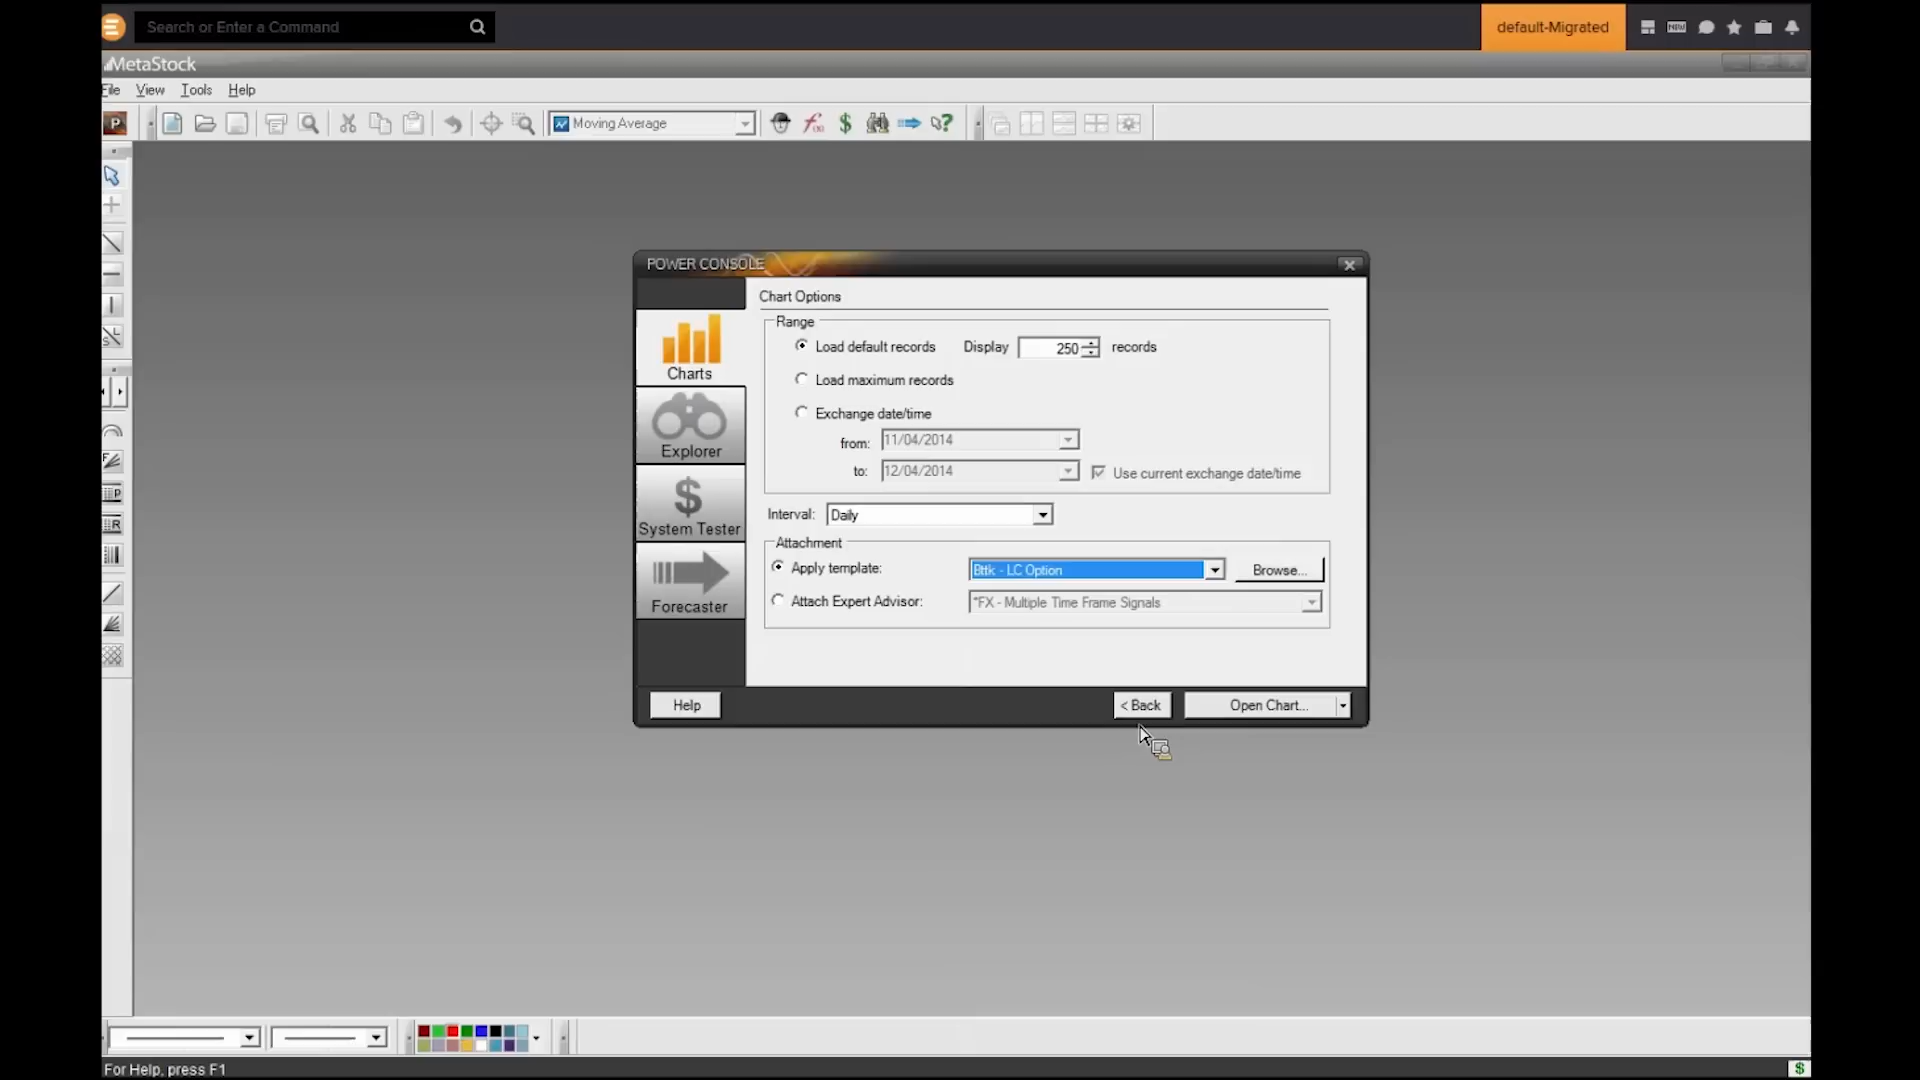 Search or Enter a Command
default-Migrated
NEW
MetaStock
File View Tools Help
P
Moving Average
POWER CONSOLE
Chart Options
Range
Load default records Display 250 records
Load maximum records
Exchange date/time
from: 11/04/2014
to: 12/04/2014 Use current exchange date/time
Interval: Daily
Attachment
Apply template: Bttk - LC Option Browse...
Attach Expert Advisor: *FX - Multiple Time Frame Signals
Charts
Explorer
System Tester
Forecaster
Help < Back Open Chart...
For Help, press F1